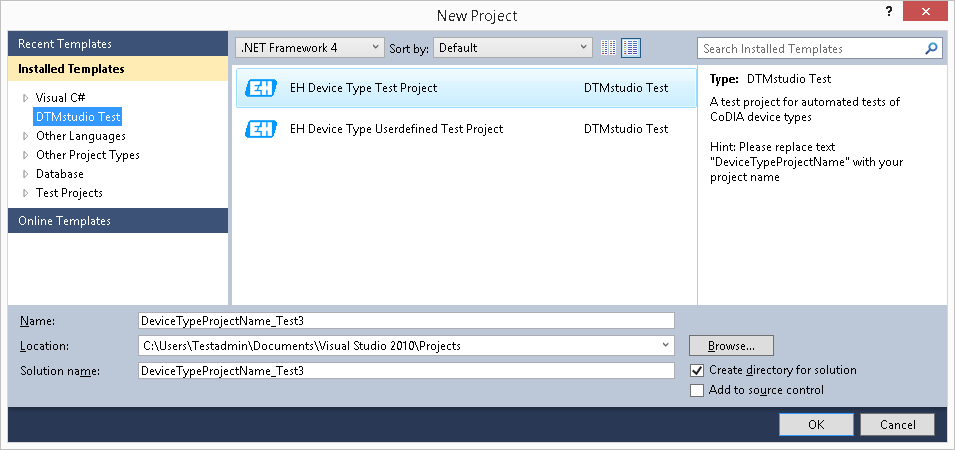 New Project
?
Recent Templates
Installed Templates
Visual C#
DTMstudio Test
Other Languages
Other Project Types
Database
Test Projects
Online Templates
.NET Framework 4
Sort by:
Default
Search Installed Templates
EH
EH Device Type Test Project
DTMstudio Test
EH
EH Device Type Userdefined Test Project
DTMstudio Test
Type: DTMstudio Test
A test project for automated tests of
CoDIA device types
Hint: Please replace text
"DeviceTypeProjectName" with your
project name
Name:
DeviceTypeProjectName_Test3
Location:
C:\Users\Testadmin\Documents\Visual Studio 2010\Projects
Browse...
Solution name:
DeviceTypeProjectName_Test3
Create directory for solution
Add to source control
OK
Cancel